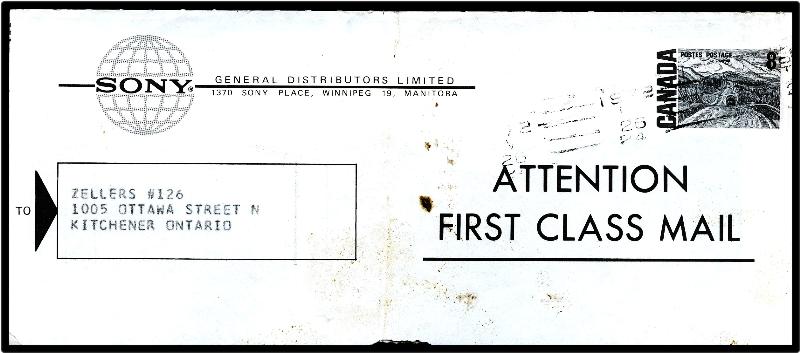 SONY®
GENERAL DISTRIBUTORS LIMITED
1370 SONY PLACE, WINNIPEG 19, MANITOBA
POSTES POSTAGE
8
CANADA
TO
ZELLERS #126
1005 OTTAWA STREET N
KITCHENER ONTARIO
ATTENTION
FIRST CLASS MAIL